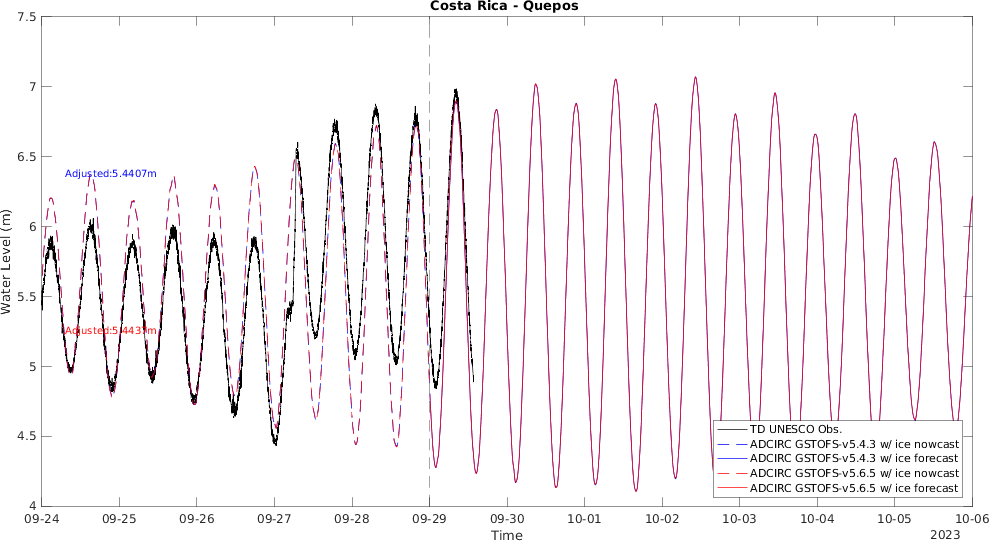 Costa Rica - Quepos
Water Level (m)
7.5
7
6.5
6
5.5
5
4.5
4
Adjusted:5.4407m
TD UNESCO Obs.
ADCIRC GSTOFS-v5.4.3 w/ ice nowcast
ADCIRC GSTOFS-v5.4.3 w/ ice forecast
ADCIRC GSTOFS-v5.6.5 w/ ice nowcast
ADCIRC GSTOFS-v5.6.5 w/ ice forecast
09-24 09-25 09-26 09-27 09-28 09-29 09-30 10-01 10-02 10-03 10-04 10-05 10-06
Time
2023